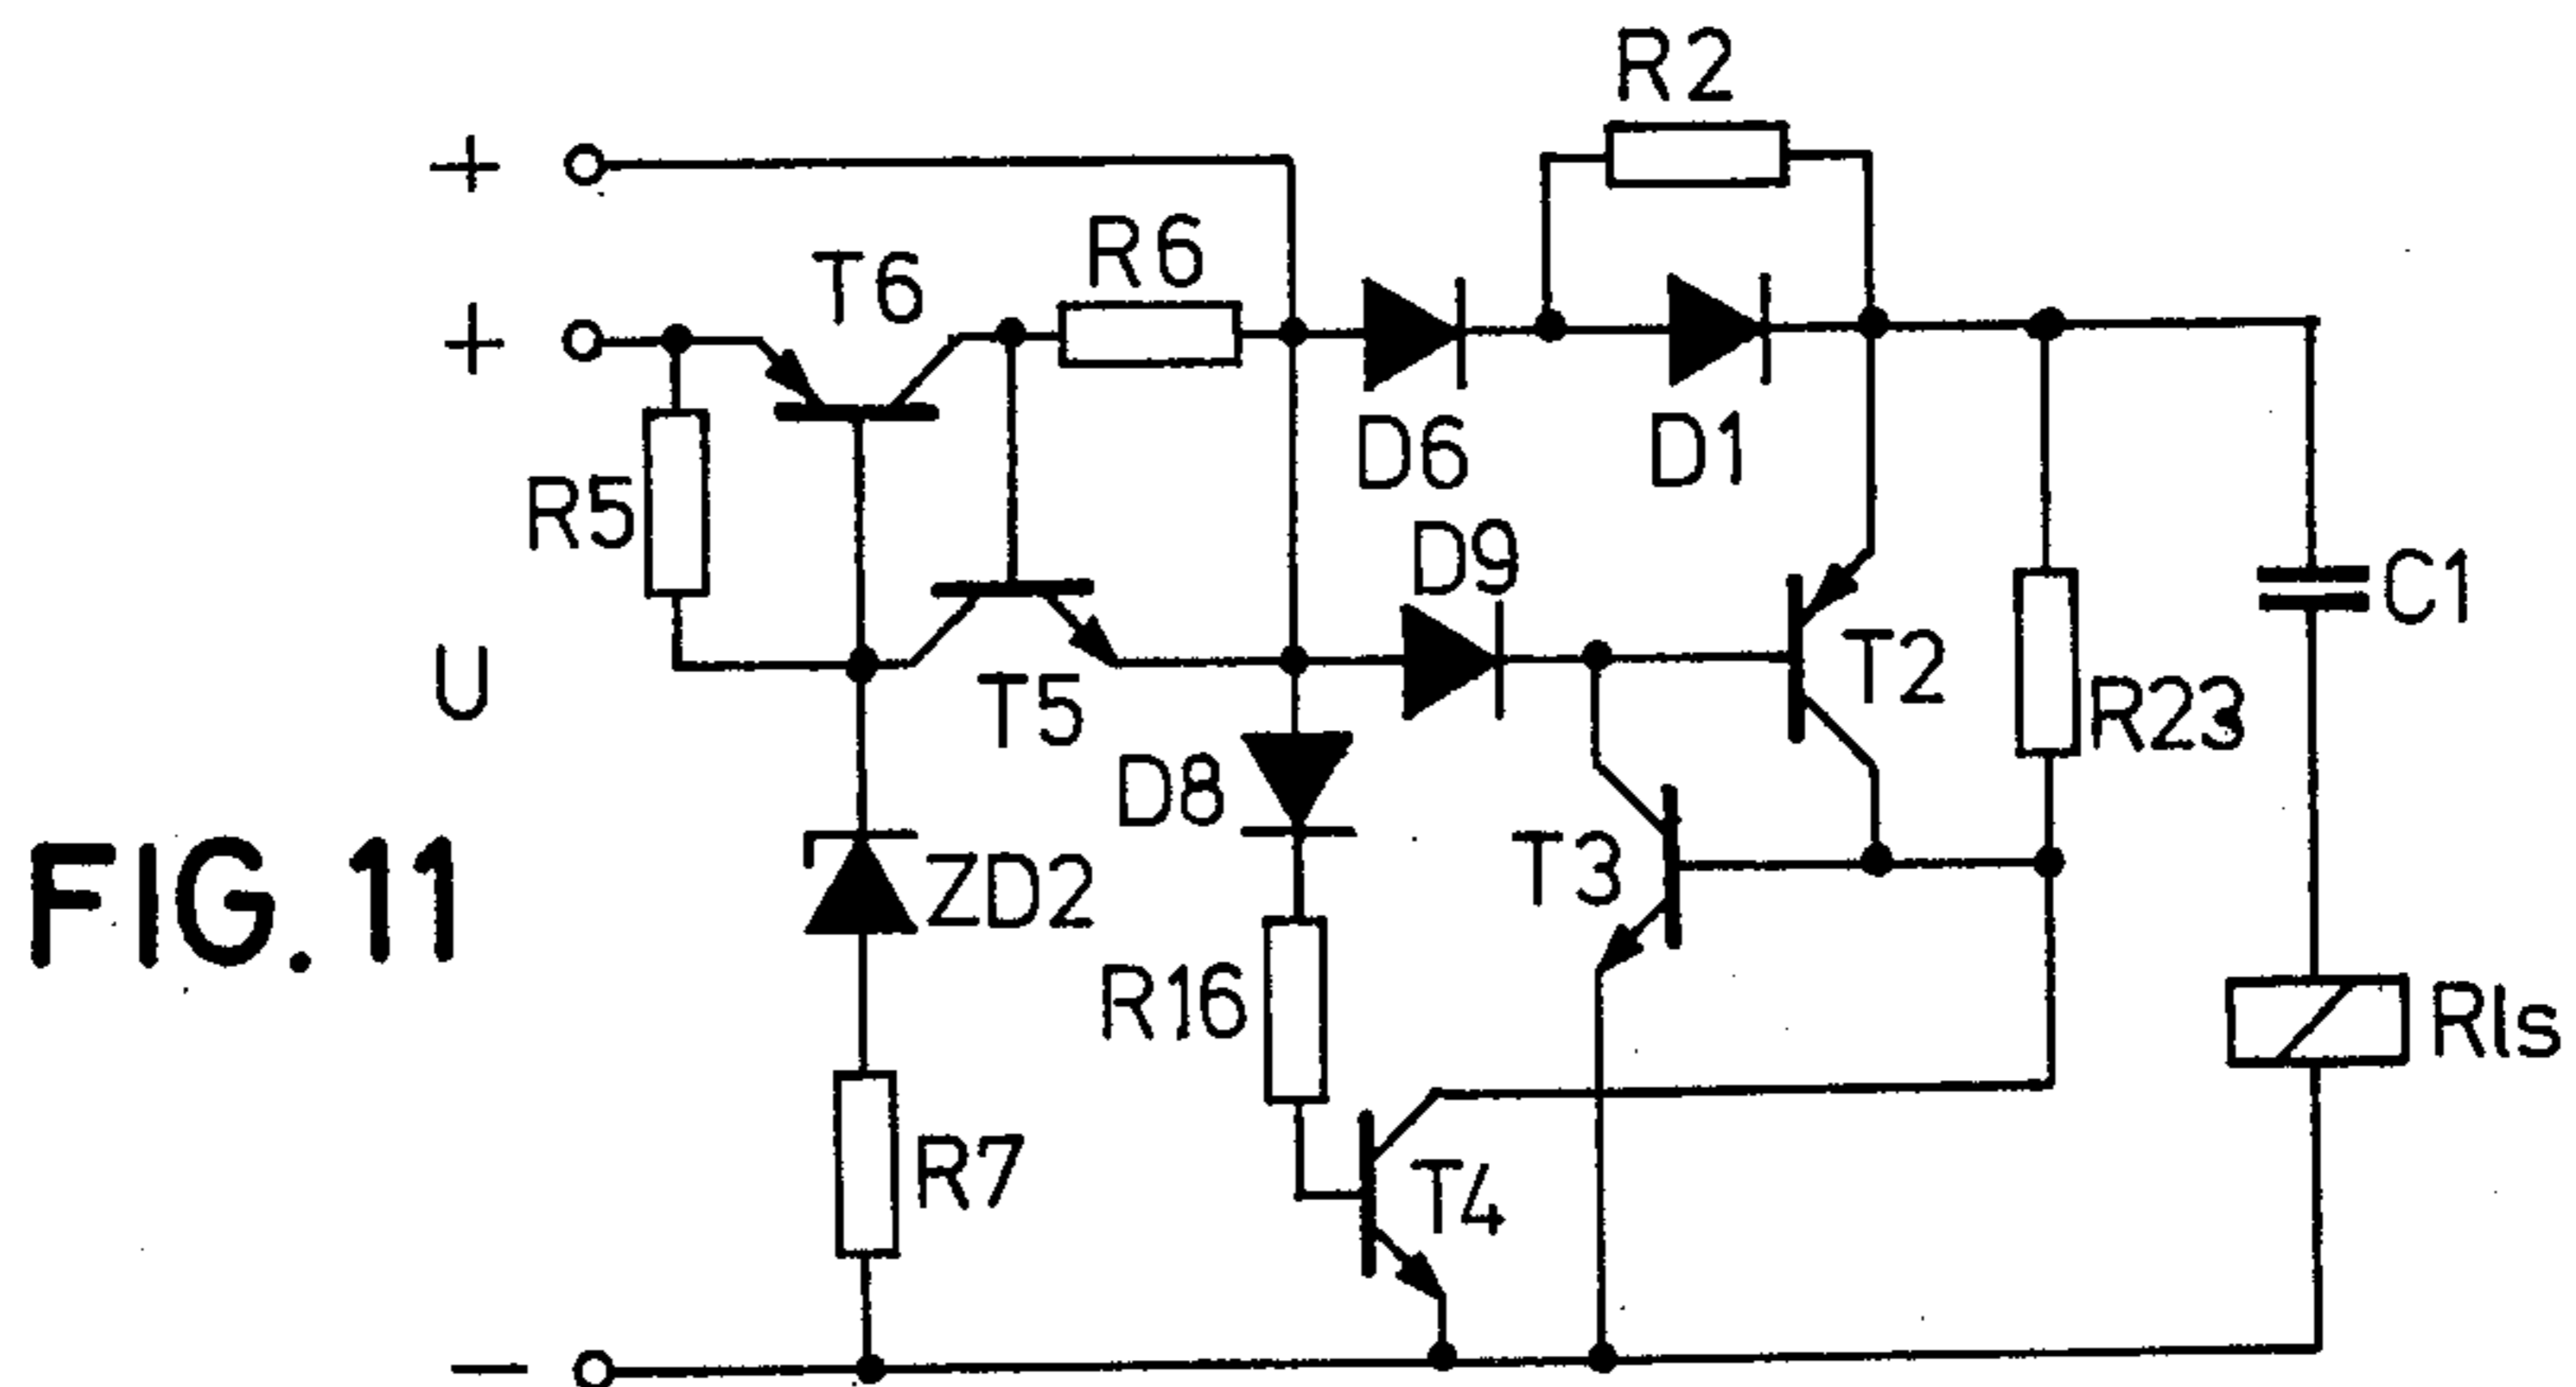 R2
+
R6
T6
+
D6
D1
R5
D9
C1
U
T2
T5
R23
D8
T3
FIG. 11
ZD2
R16
Rls
R7
T4
−